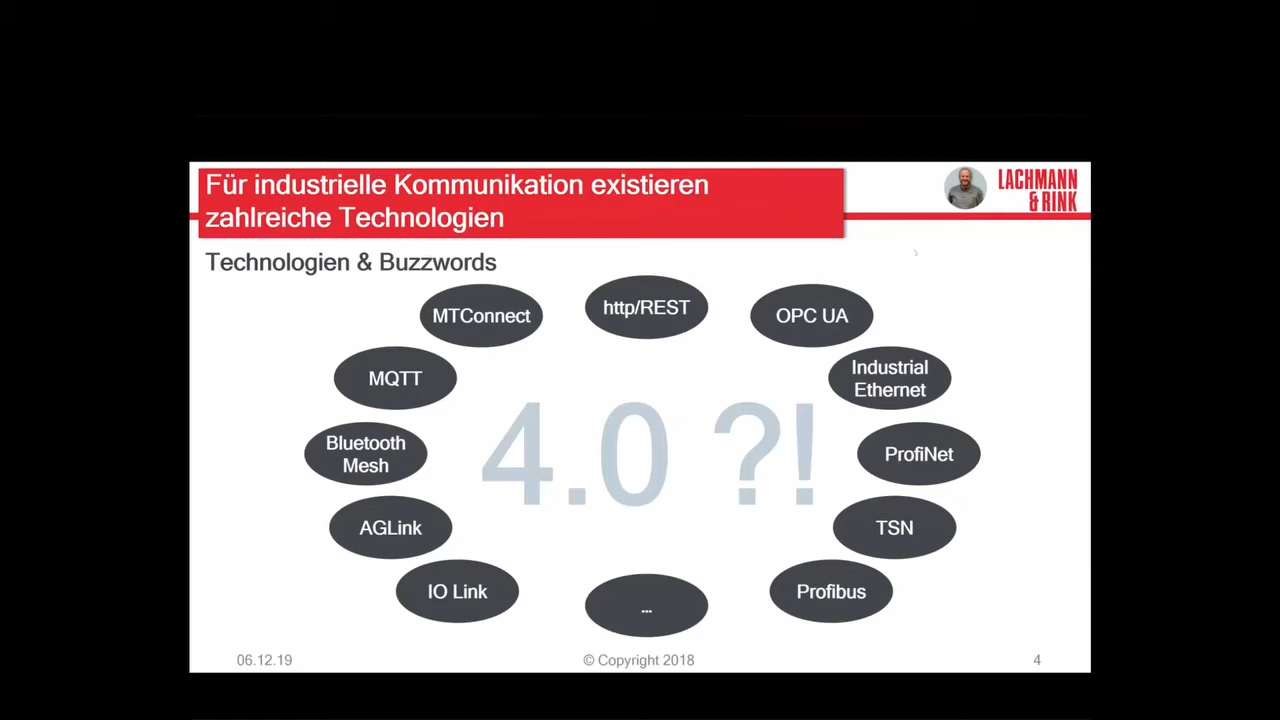 Für industrielle Kommunikation existieren
zahlreiche Technologien
LACHMANN
& RINK
Technologien & Buzzwords
MTConnect
http/REST
OPC UA
MQTT
Industrial
Ethernet
4.0 ?!
Bluetooth
Mesh
ProfiNet
AGLink
TSN
IO Link
...
Profibus
06.12.19
© Copyright 2018
4